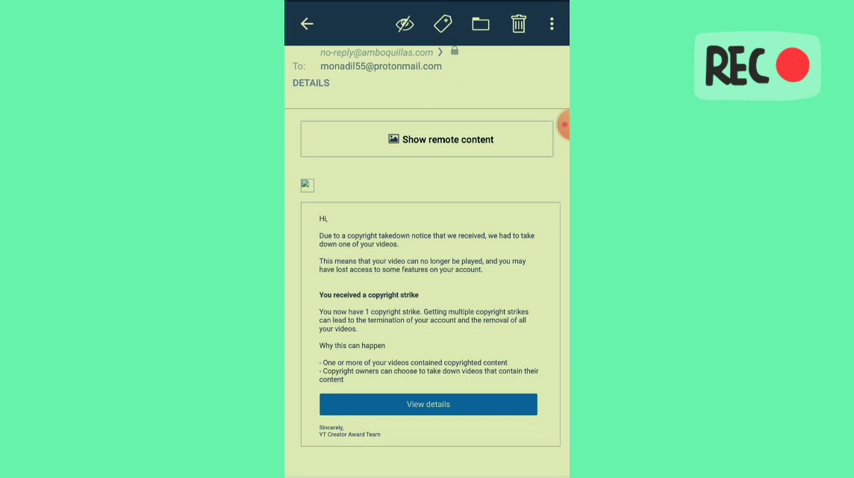 REC
no-reply@amboquillas.com
To: monadil55@protonmail.com
DETAILS
Show remote content
Hi,
Due to a copyright takedown notice that we received, we had to take
down one of your videos.
This means that your video can no longer be played, and you may
have lost access to some features on your account.
You received a copyright strike
You now have 1 copyright strike. Getting multiple copyright strikes
can lead to the termination of your account and the removal of all
your videos.
Why this can happen
- One or more of your videos contained copyrighted content
- Copyright owners can choose to take down videos that contain their
content
View details
Sincerely,
YT Creator Award Team